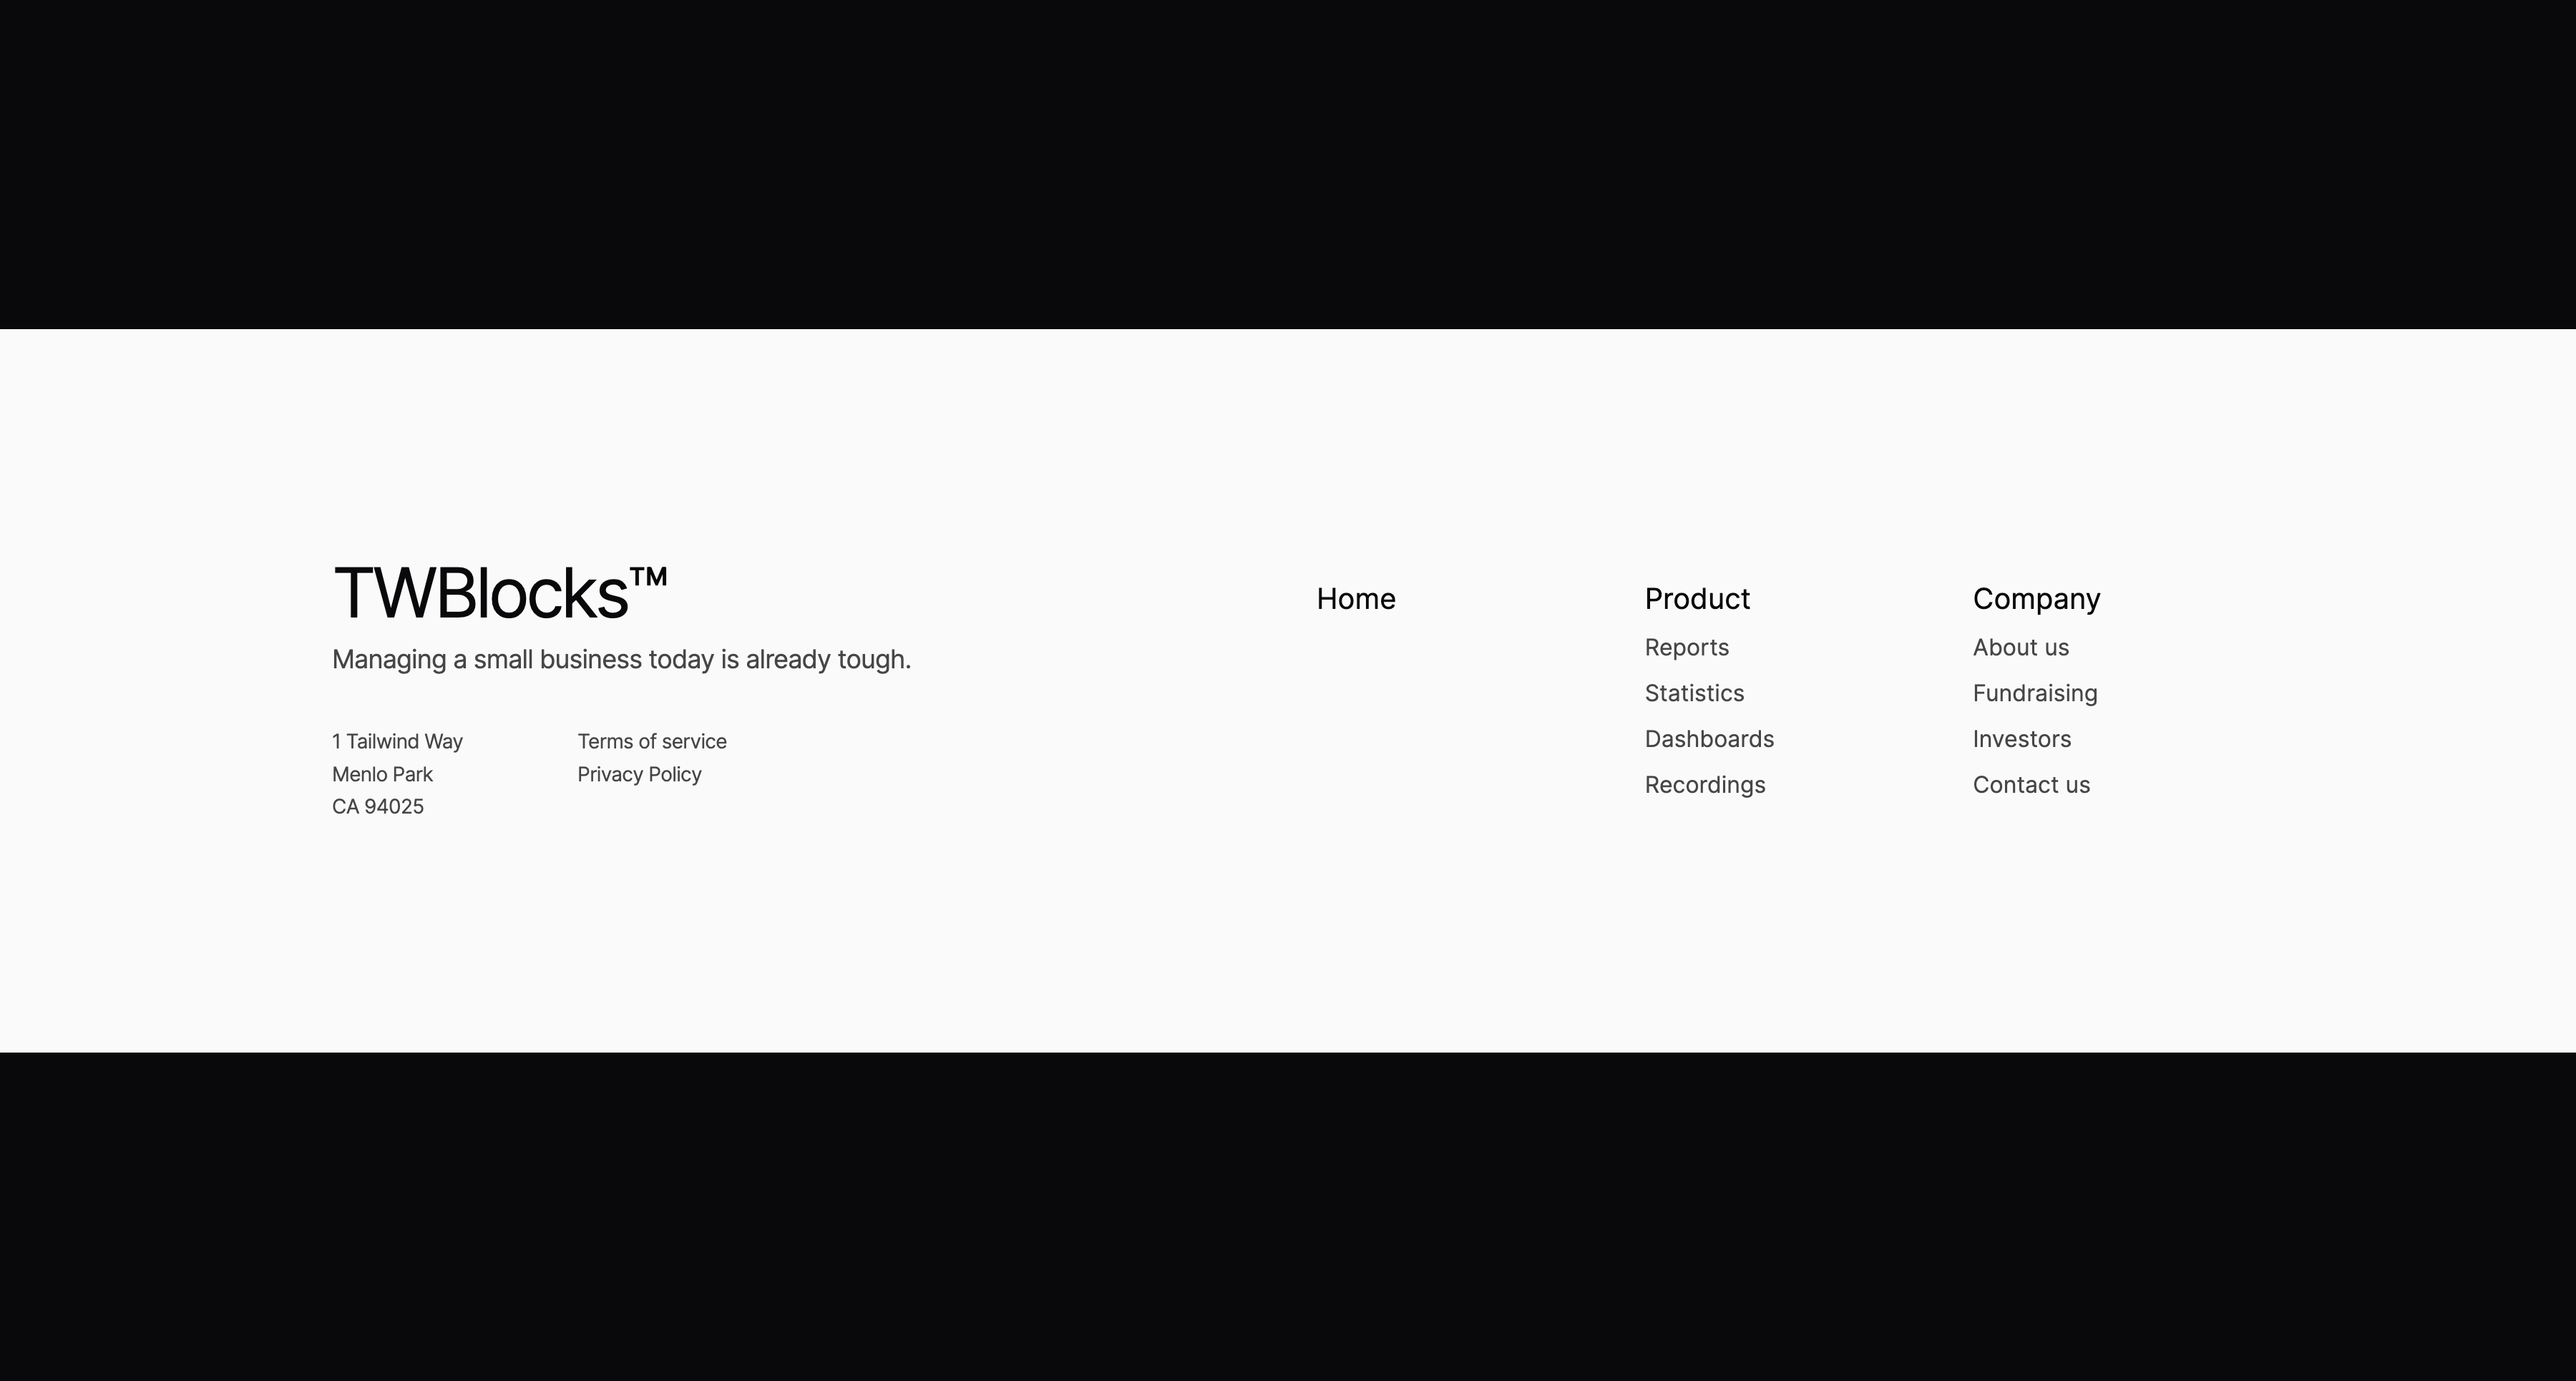 TWBlocks™
Managing a small business today is already tough.
1 Tailwind Way
Menlo Park
CA 94025
Terms of service
Privacy Policy
Home
Product
Reports
Statistics
Dashboards
Recordings
Company
About us
Fundraising
Investors
Contact us